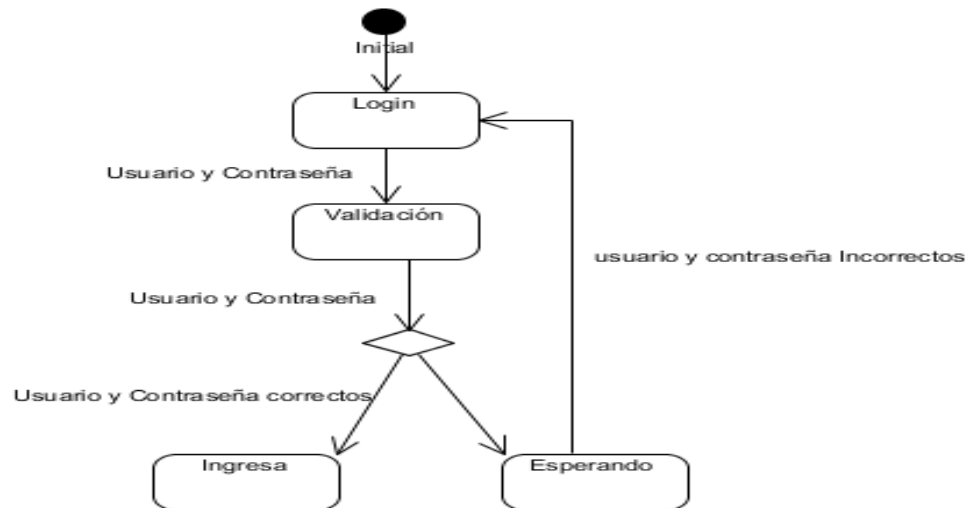 Initial
Login
Usuario y Contraseña
Validación
usuario y contraseña Incorrectos
Usuario y Contraseña
Usuario y Contraseña correctos
Ingresa
Esperando